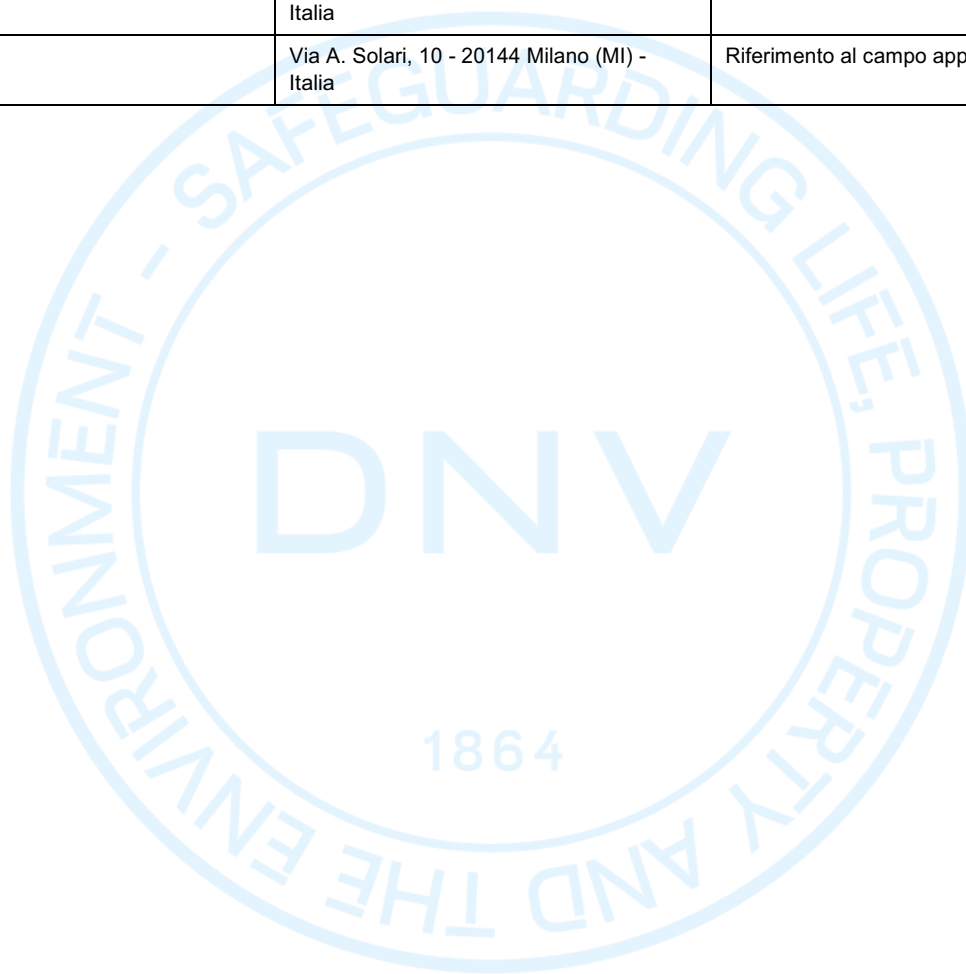 Italia
Via A. Solari, 10 - 20144 Milano (MI) -
Italia
Riferimento al campo app
SAFEGUARDING LIFE, PROPERTY AND THE ENVIRONMENT -
DNV
1864